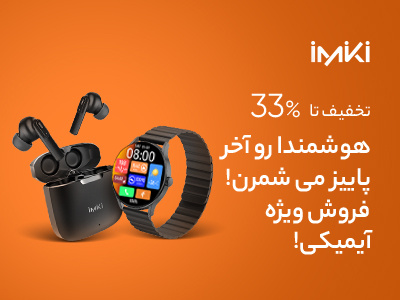 imiki
تخفیف تا 33%
هوشمندا رو آخر
پاییز می شمرن!
فروش ویژه
آیمیکی!
imiki
08:00